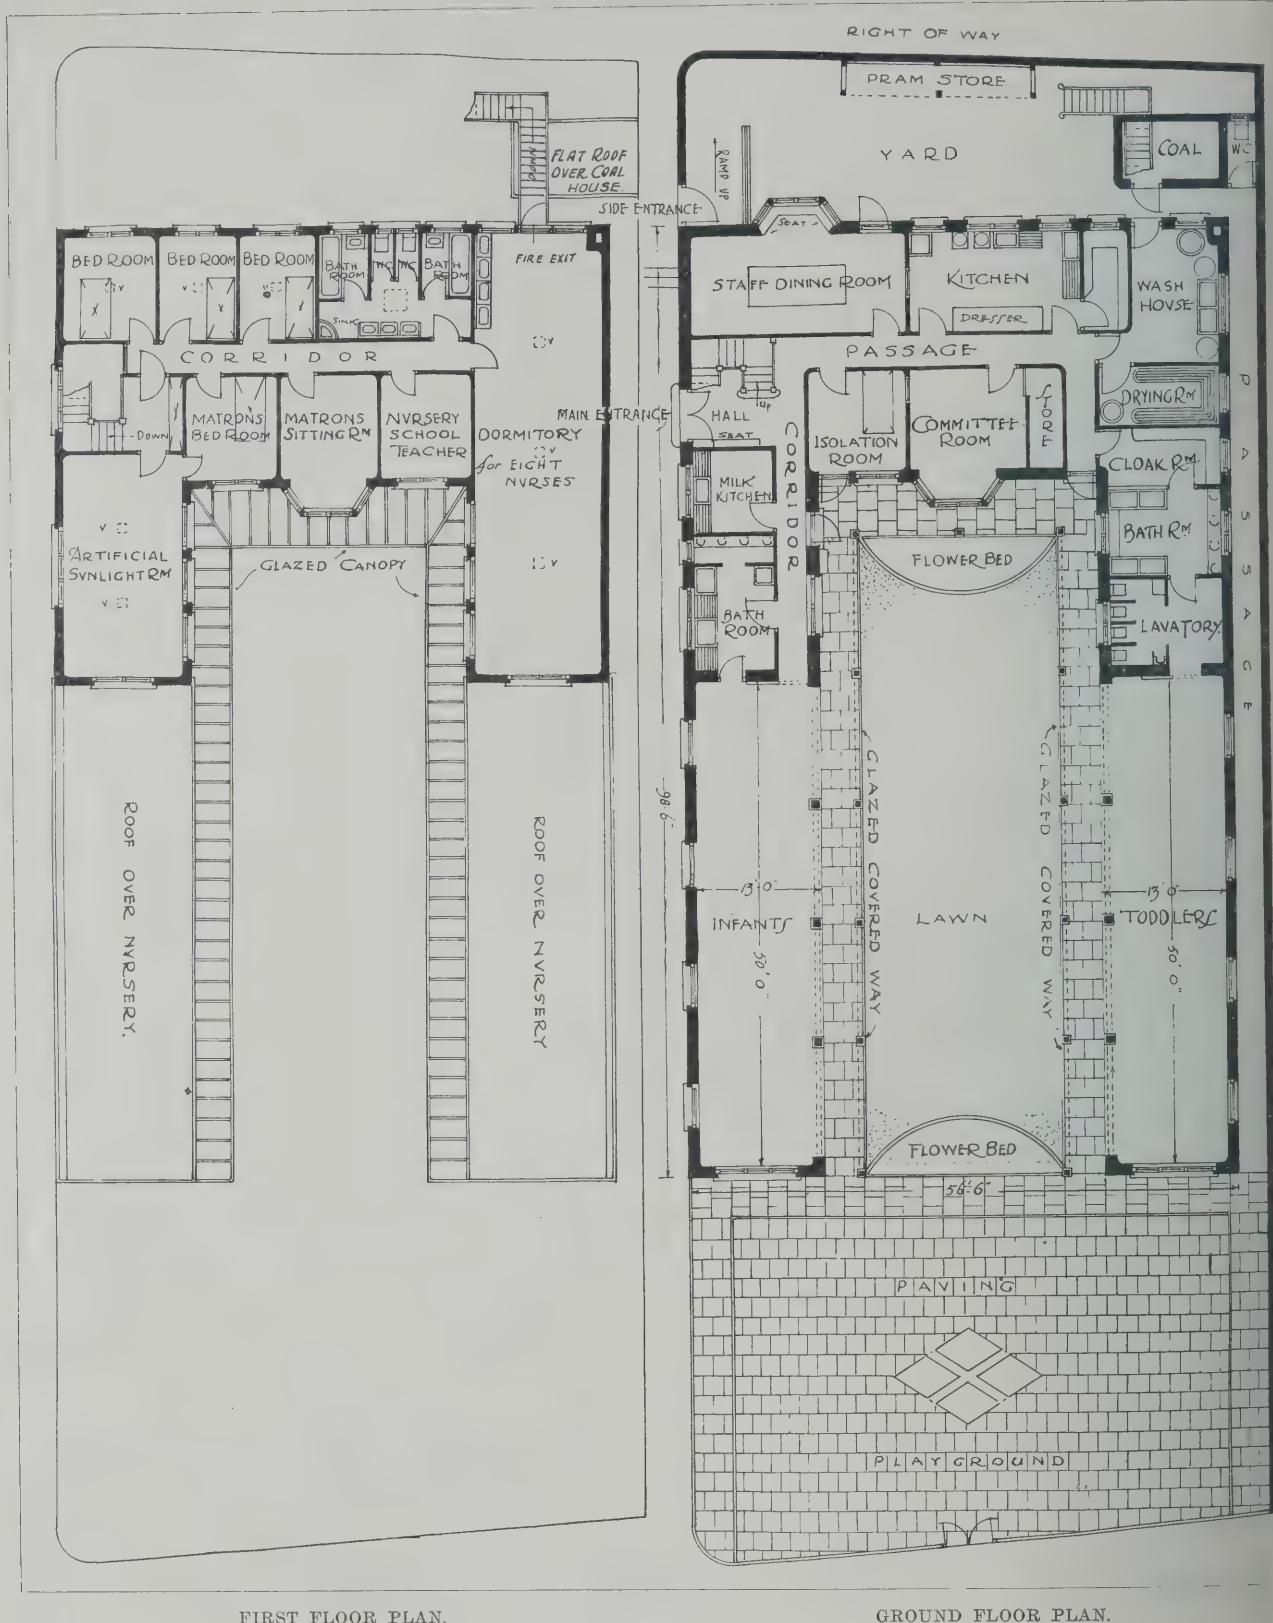 FLAT ROOF
OVER COAL
HOUSE.
DOWN
BED ROOM
BED ROOM
BED ROOM
BATH
ROOM
WC
WC
BATH
ROOM
FIRE EXIT
X
V
X
V
V
X
SINK
V
CORRIDOR
MATRONS
BED ROOM
MATRONS
SITTING RM
NVRSERY
SCHOOL
TEACHER
DORMITORY
for EIGHT
NVRSES
V
V
DOWN
V
ARTIFICIAL
SVNLIGHT RM
V
GLAZED CANOPY
ROOF OVER NVRSERY.
ROOF OVER NVRSERY
FIRST FLOOR PLAN.
RIGHT OF WAY
PRAM STORE
YARD
RAMP UP
COAL
WC
SIDE ENTRANCE
SEAT
STAFF DINING ROOM
KITCHEN
DRESSER
WASH
HOUSE
PASSAGE
MAIN ENTRANCE
HALL
UP
SEAT
CORRIDOR
ISOLATION
ROOM
COMMITTEE
ROOM
STORE
DRYING RM
CLOAK RM
MILK
KITCHEN
BATH RM
BATH
ROOM
LAVATORY.
PASSAGE
FLOWER BED
GLAZED COVERED WAY
GLAZED COVERED WAY
98'·6"
13'·0"
INFANTS
50'·0"
LAWN
13'·0"
TODDLERS
50'·0"
FLOWER BED
56'·6"
PAVING
PLAYGROUND
GROUND FLOOR PLAN.